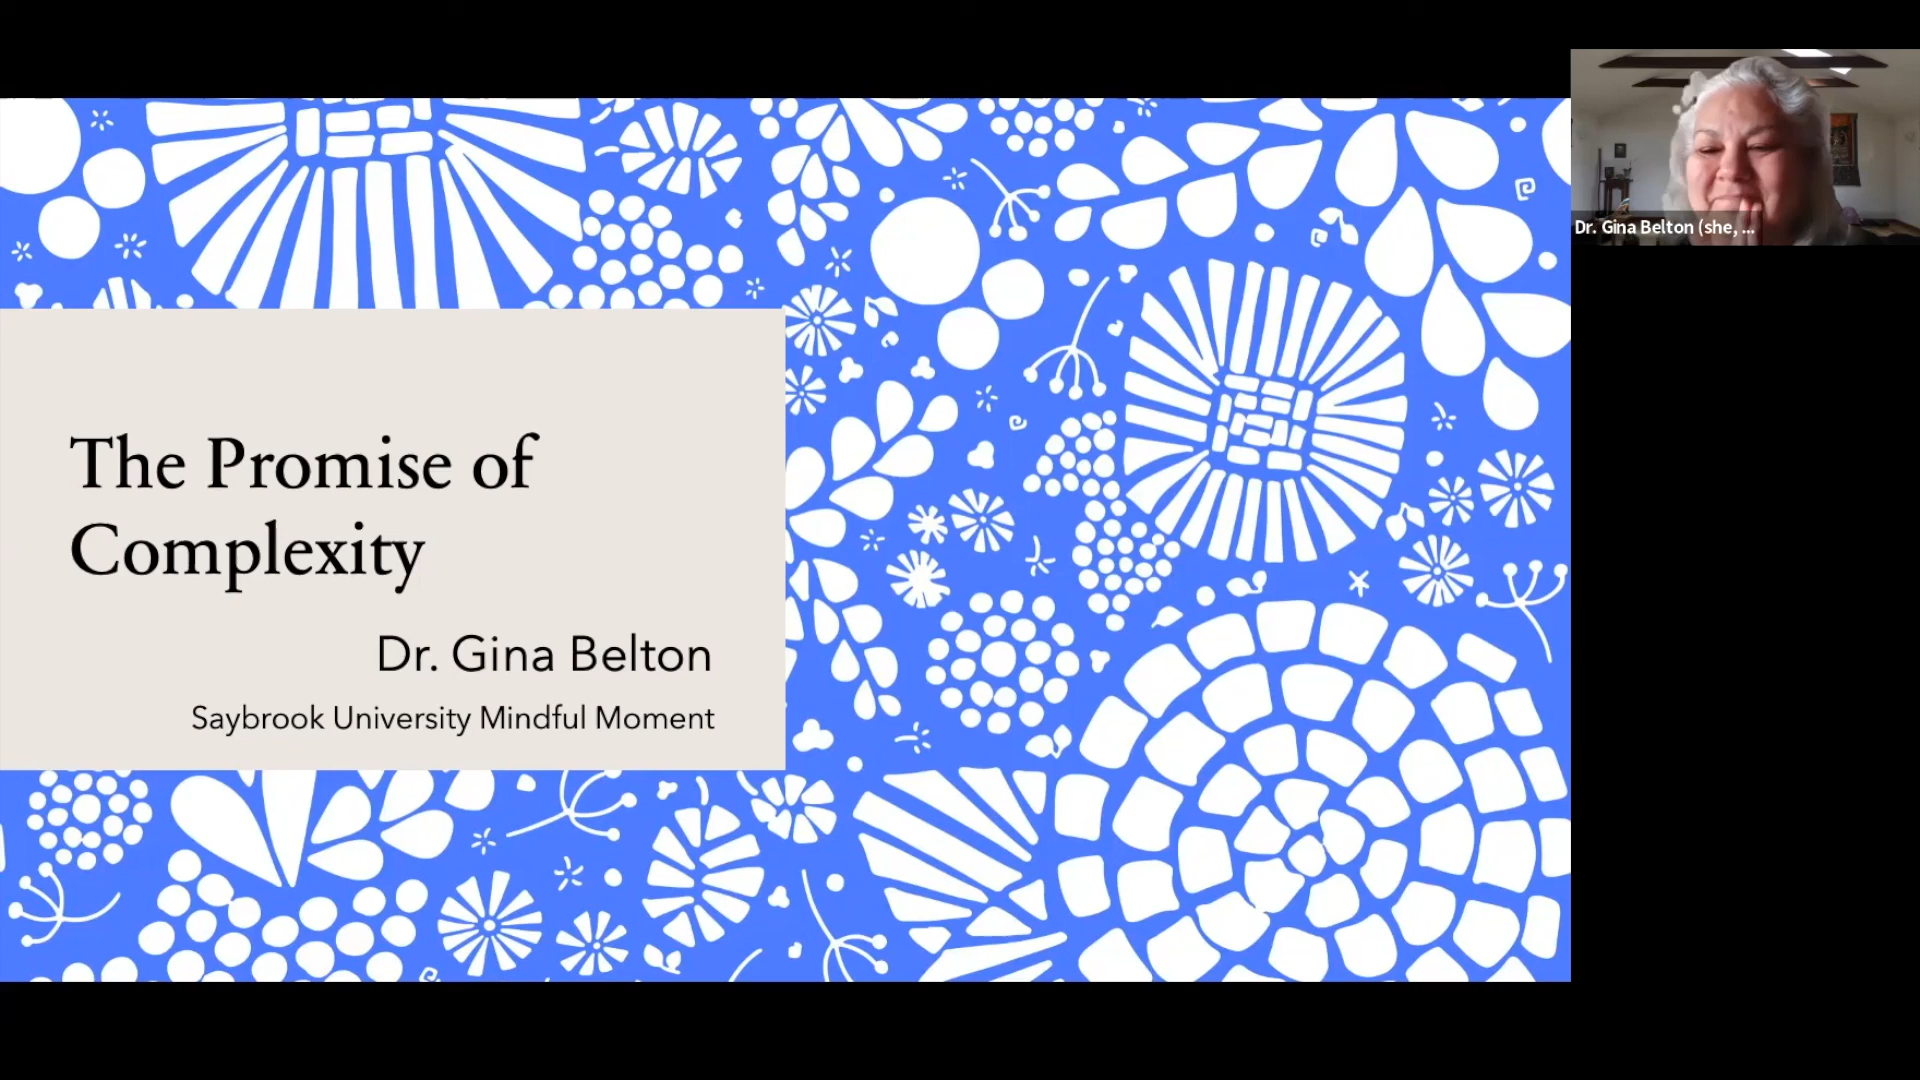 The Promise of
Complexity
Dr. Gina Belton
Saybrook University Mindful Moment
Dr. Gina Belton (she, ...